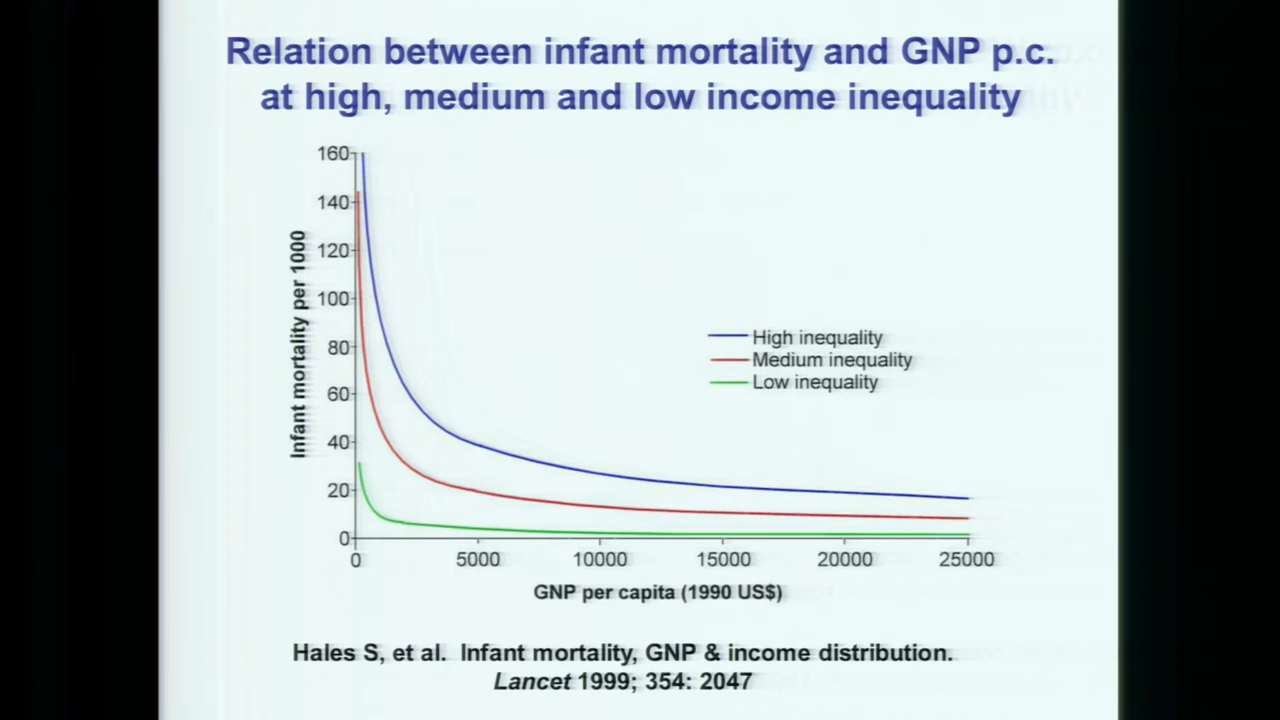 Relation between infant mortality and GNP p.c.
at high, medium and low income inequality
Infant mortality per 1000
160
140
120
100
80
60
40
20
0
High inequality
Medium inequality
Low inequality
0 5000 10000 15000 20000 25000
GNP per capita (1990 US$)
Hales S, et al. Infant mortality, GNP & income distribution.
Lancet 1999; 354: 2047